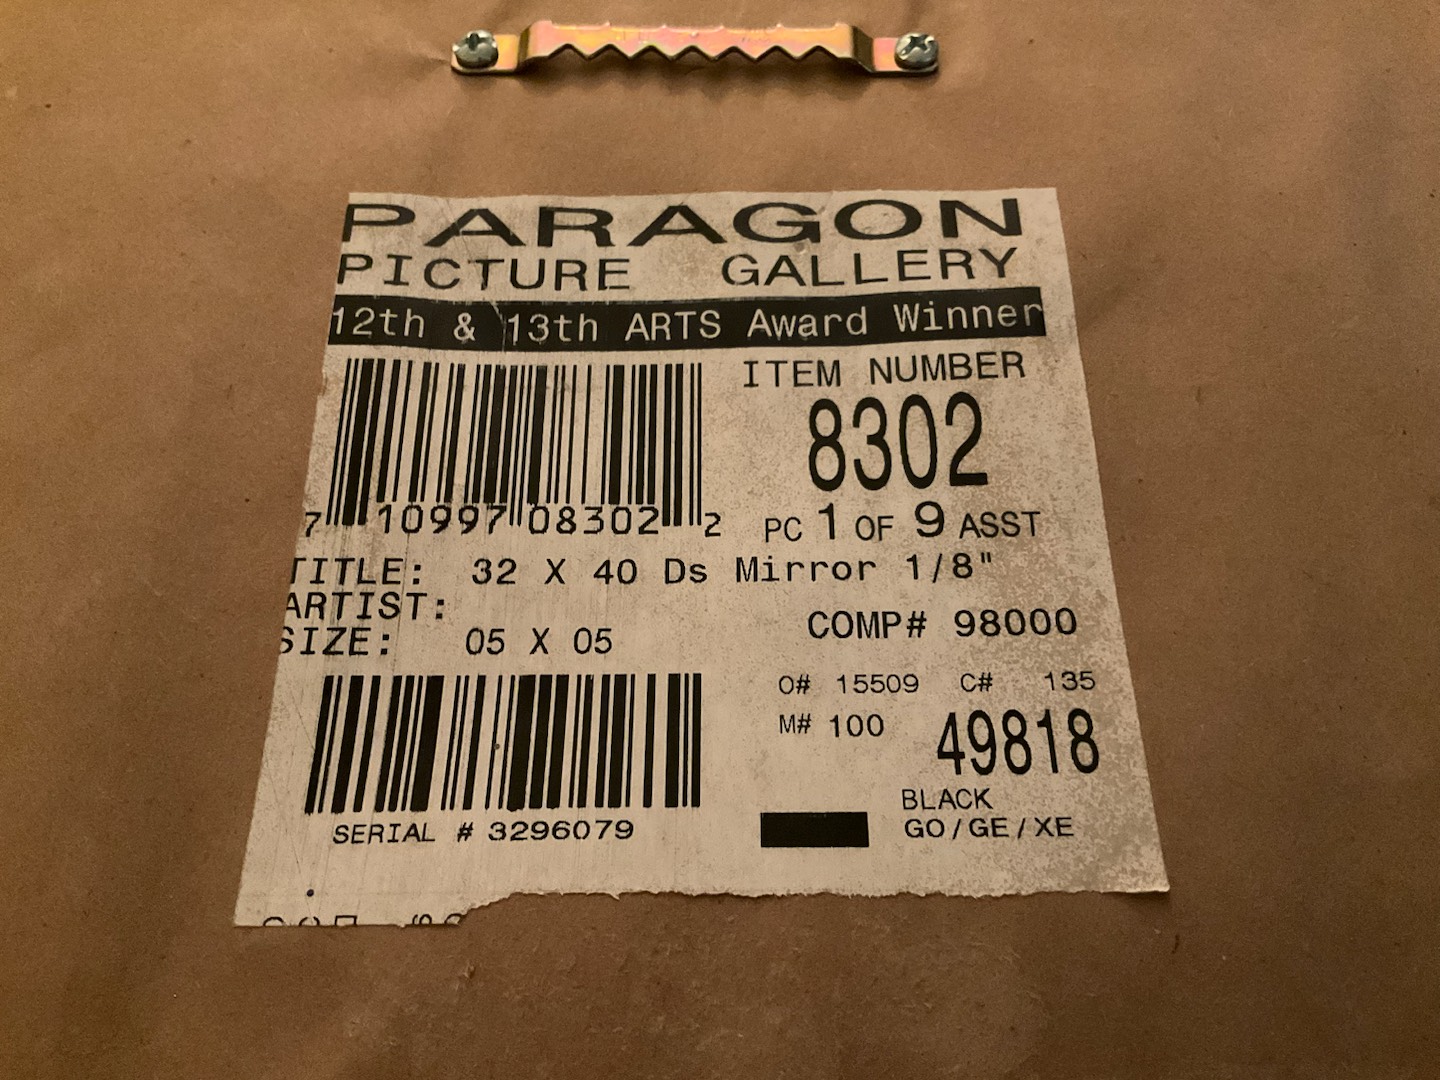 PARAGON
PICTURE GALLERY
12th & 13th ARTS Award Winner
ITEM NUMBER
8302
7 10997 08302 2
PC 1 OF 9 ASST
TITLE: 32 X 40 Ds Mirror 1/8"
ARTIST:
COMP# 98000
SIZE: 05 X 05
O# 15509 C# 135
M# 100
49818
BLACK
GO/GE/XE
SERIAL # 3296079